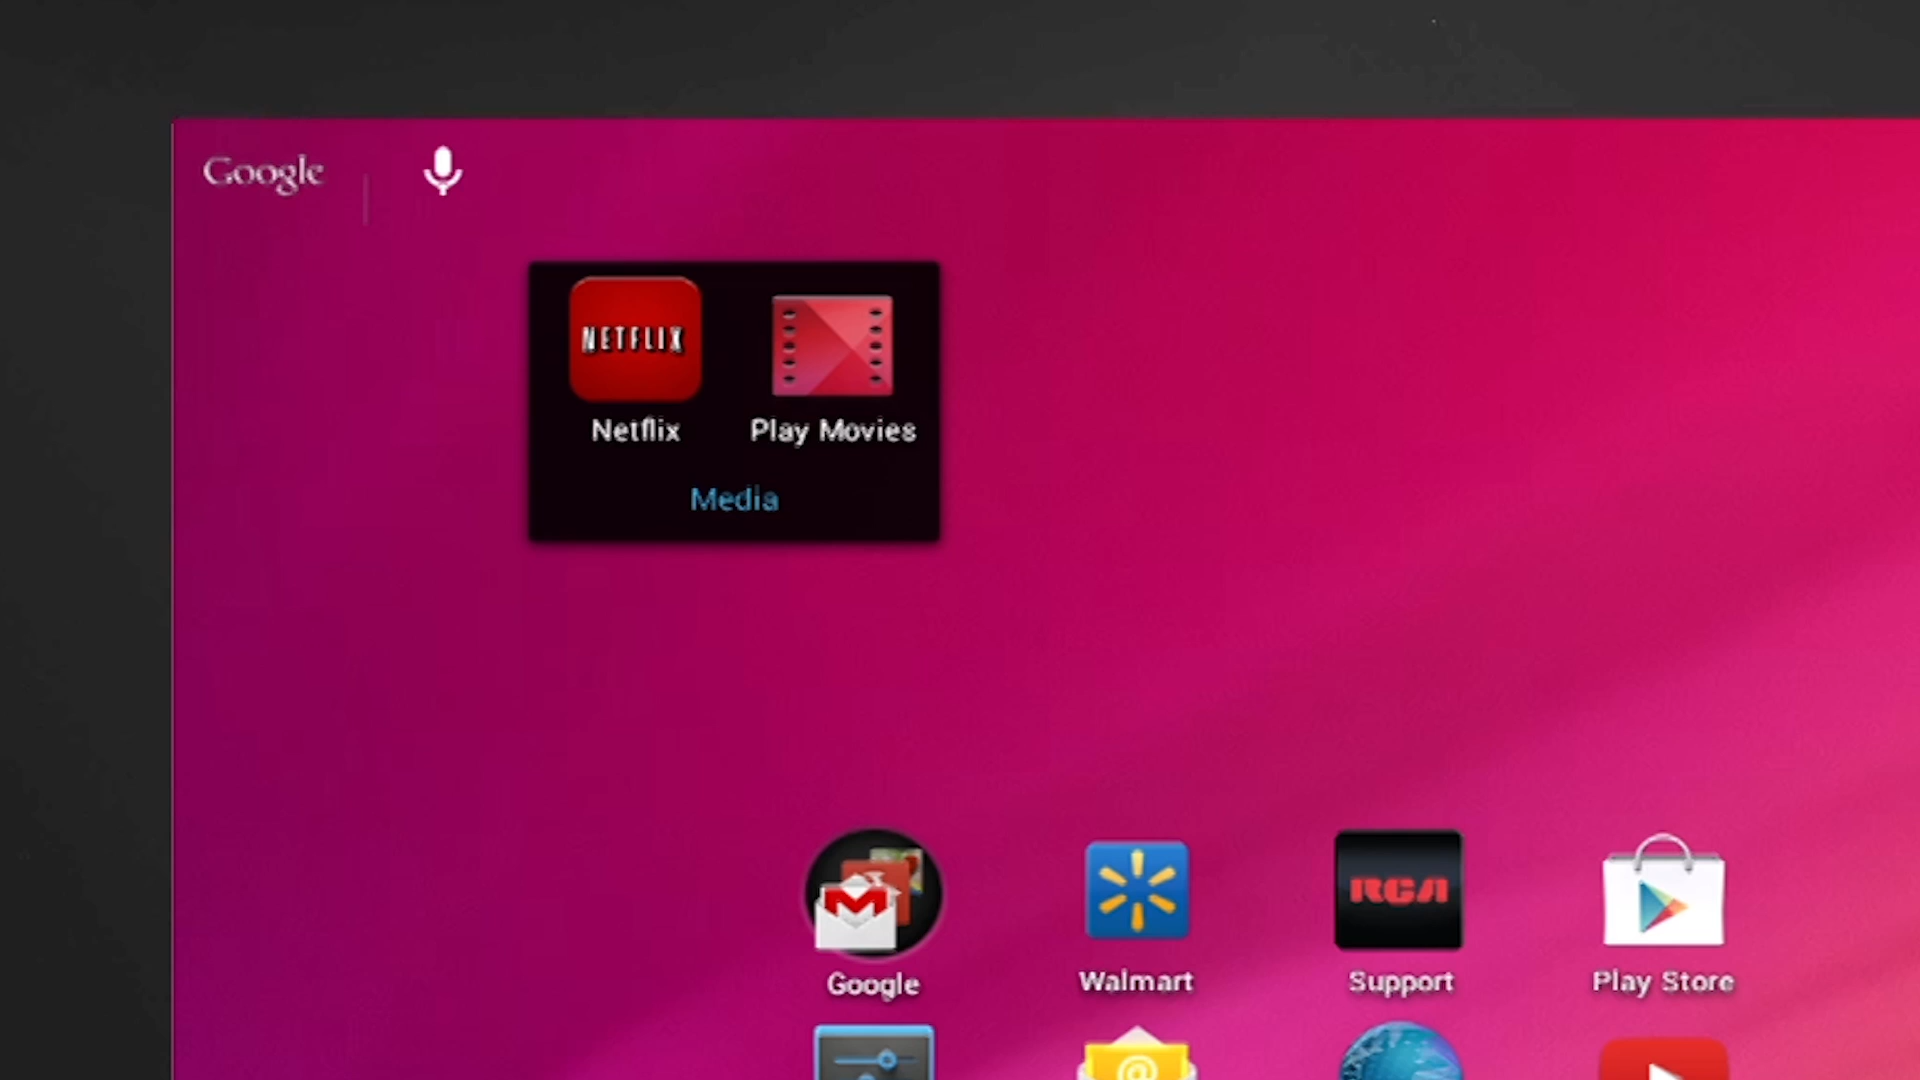 Google
NETFLIX
Netflix Play Movies
Media
RCA
Google Walmart Support Play Store
@